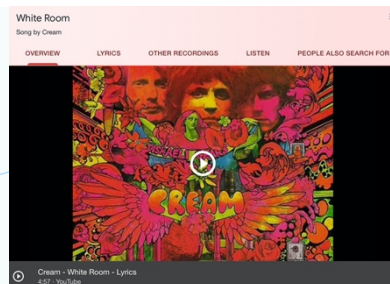 White Room
Song by Cream
OVERVIEW LYRICS OTHER RECORDINGS LISTEN PEOPLE ALSO SEARCH FOR
CREAM
Cream - White Room - Lyrics
4:57 · YouTube